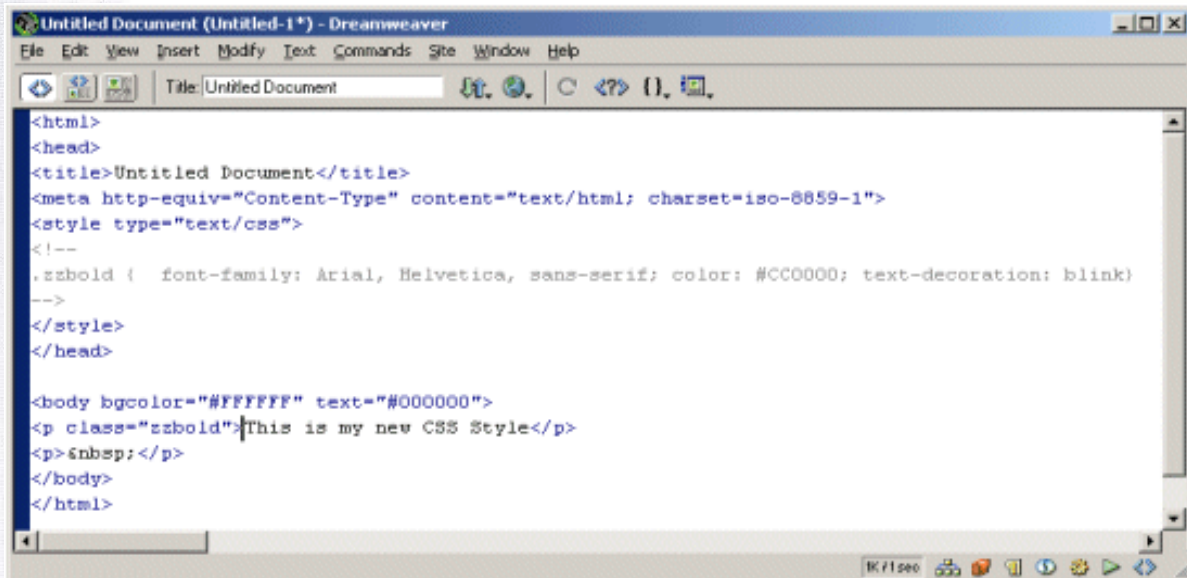 Untitled Document (Untitled-1*) - Dreamweaver
File Edit View Insert Modify Text Commands Site Window Help
Title: Untitled Document
<html>
<head>
<title>Untitled Document</title>
<meta http-equiv="Content-Type" content="text/html; charset=iso-8859-1">
<style type="text/css">
<!--
.zzbold {  font-family: Arial, Helvetica, sans-serif; color: #CC0000; text-decoration: blink}
-->
</style>
</head>
<body bgcolor="#FFFFFF" text="#000000">
<p class="zzbold">This is my new CSS Style</p>
<p>&nbsp;</p>
</body>
</html>
1K / 1 sec